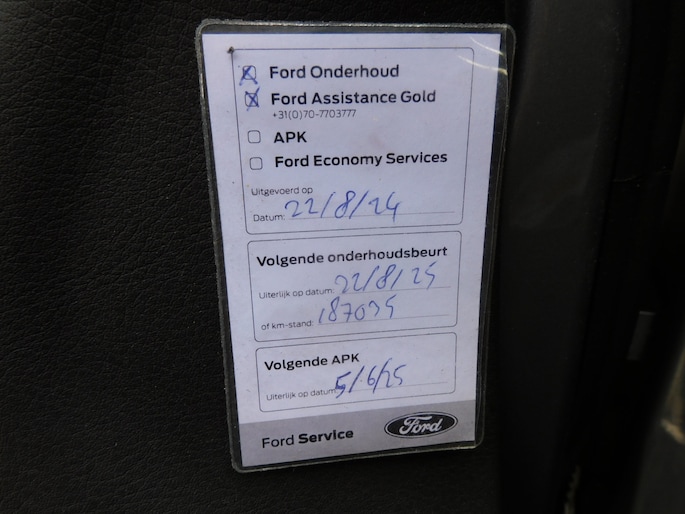 Ford Onderhoud
Ford Assistance Gold
+31(0)70-7703777
APK
Ford Economy Services
Uitgevoerd op
Datum: 22/8/24
Volgende onderhoudsbeurt
Uiterlijk op datum: 22/8/25
of km-stand: 187035
Volgende APK
Uiterlijk op datum: 5/6/25
Ford Service
Ford